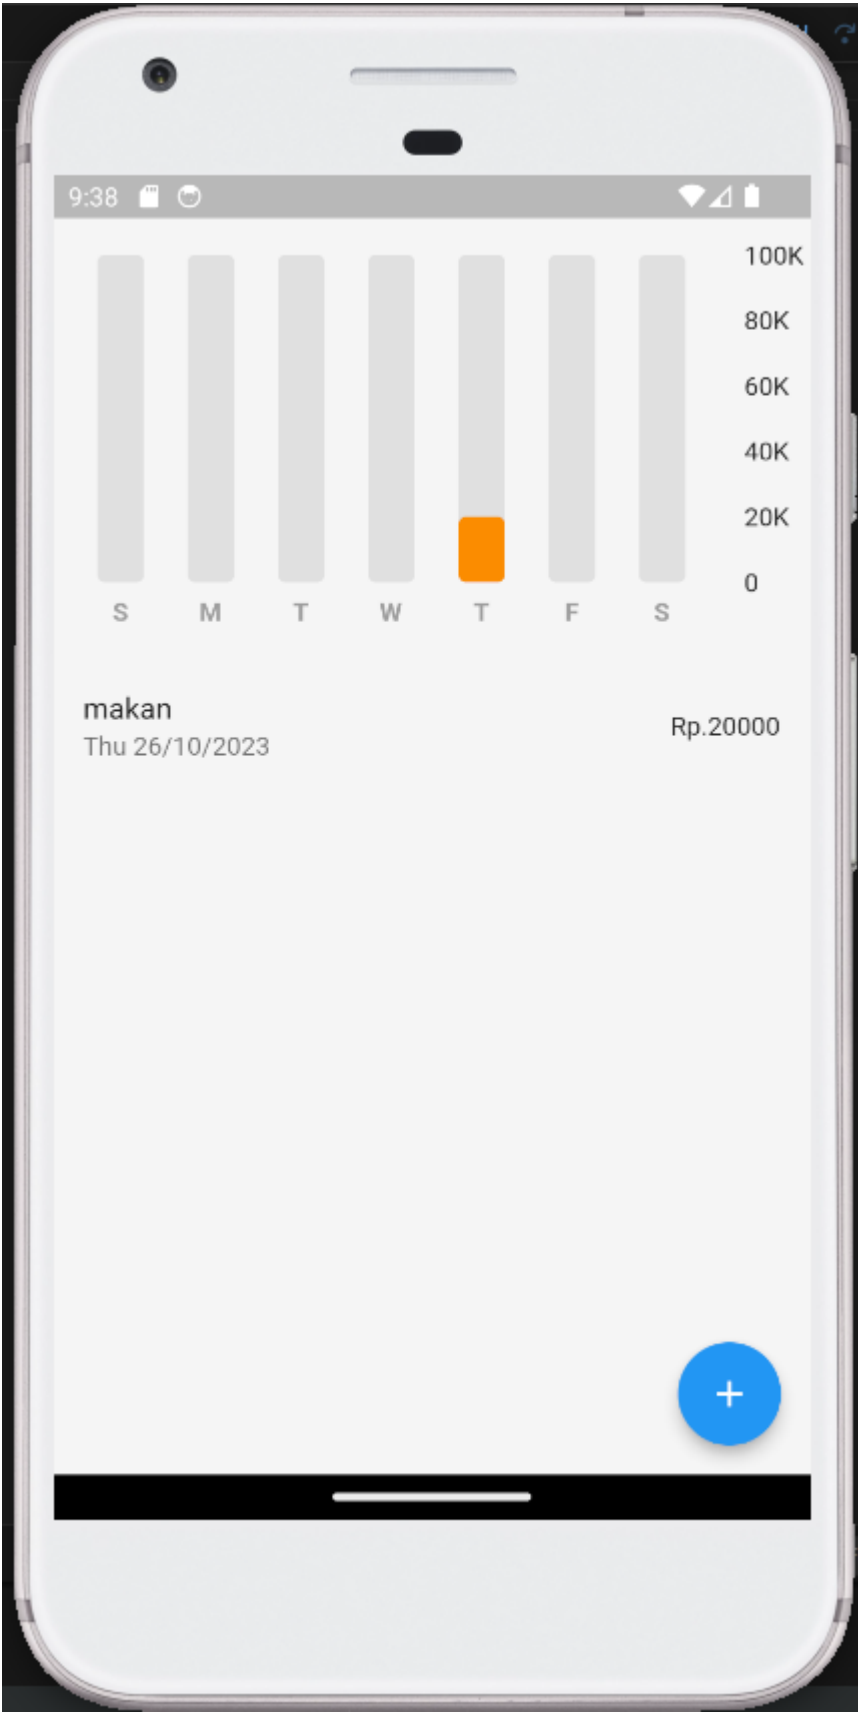 9:38
100K
80K
60K
40K
20K
0
S M T W T F S
makan
Thu 26/10/2023
Rp.20000
+